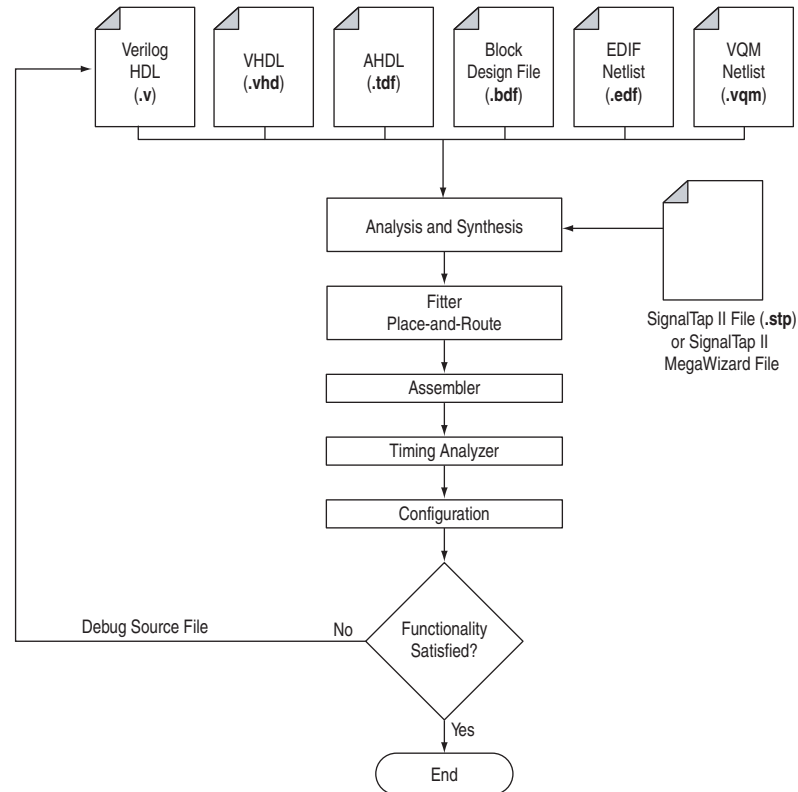 Verilog
HDL
(.v)
VHDL
(.vhd)
AHDL
(.tdf)
Block
Design File
(.bdf)
EDIF
Netlist
(.edf)
VQM
Netlist
(.vqm)
Analysis and Synthesis
SignalTap II File (.stp)
or SignalTap II
MegaWizard File
Fitter
Place-and-Route
Assembler
Timing Analyzer
Configuration
Functionality
Satisfied?
No
Debug Source File
Yes
End